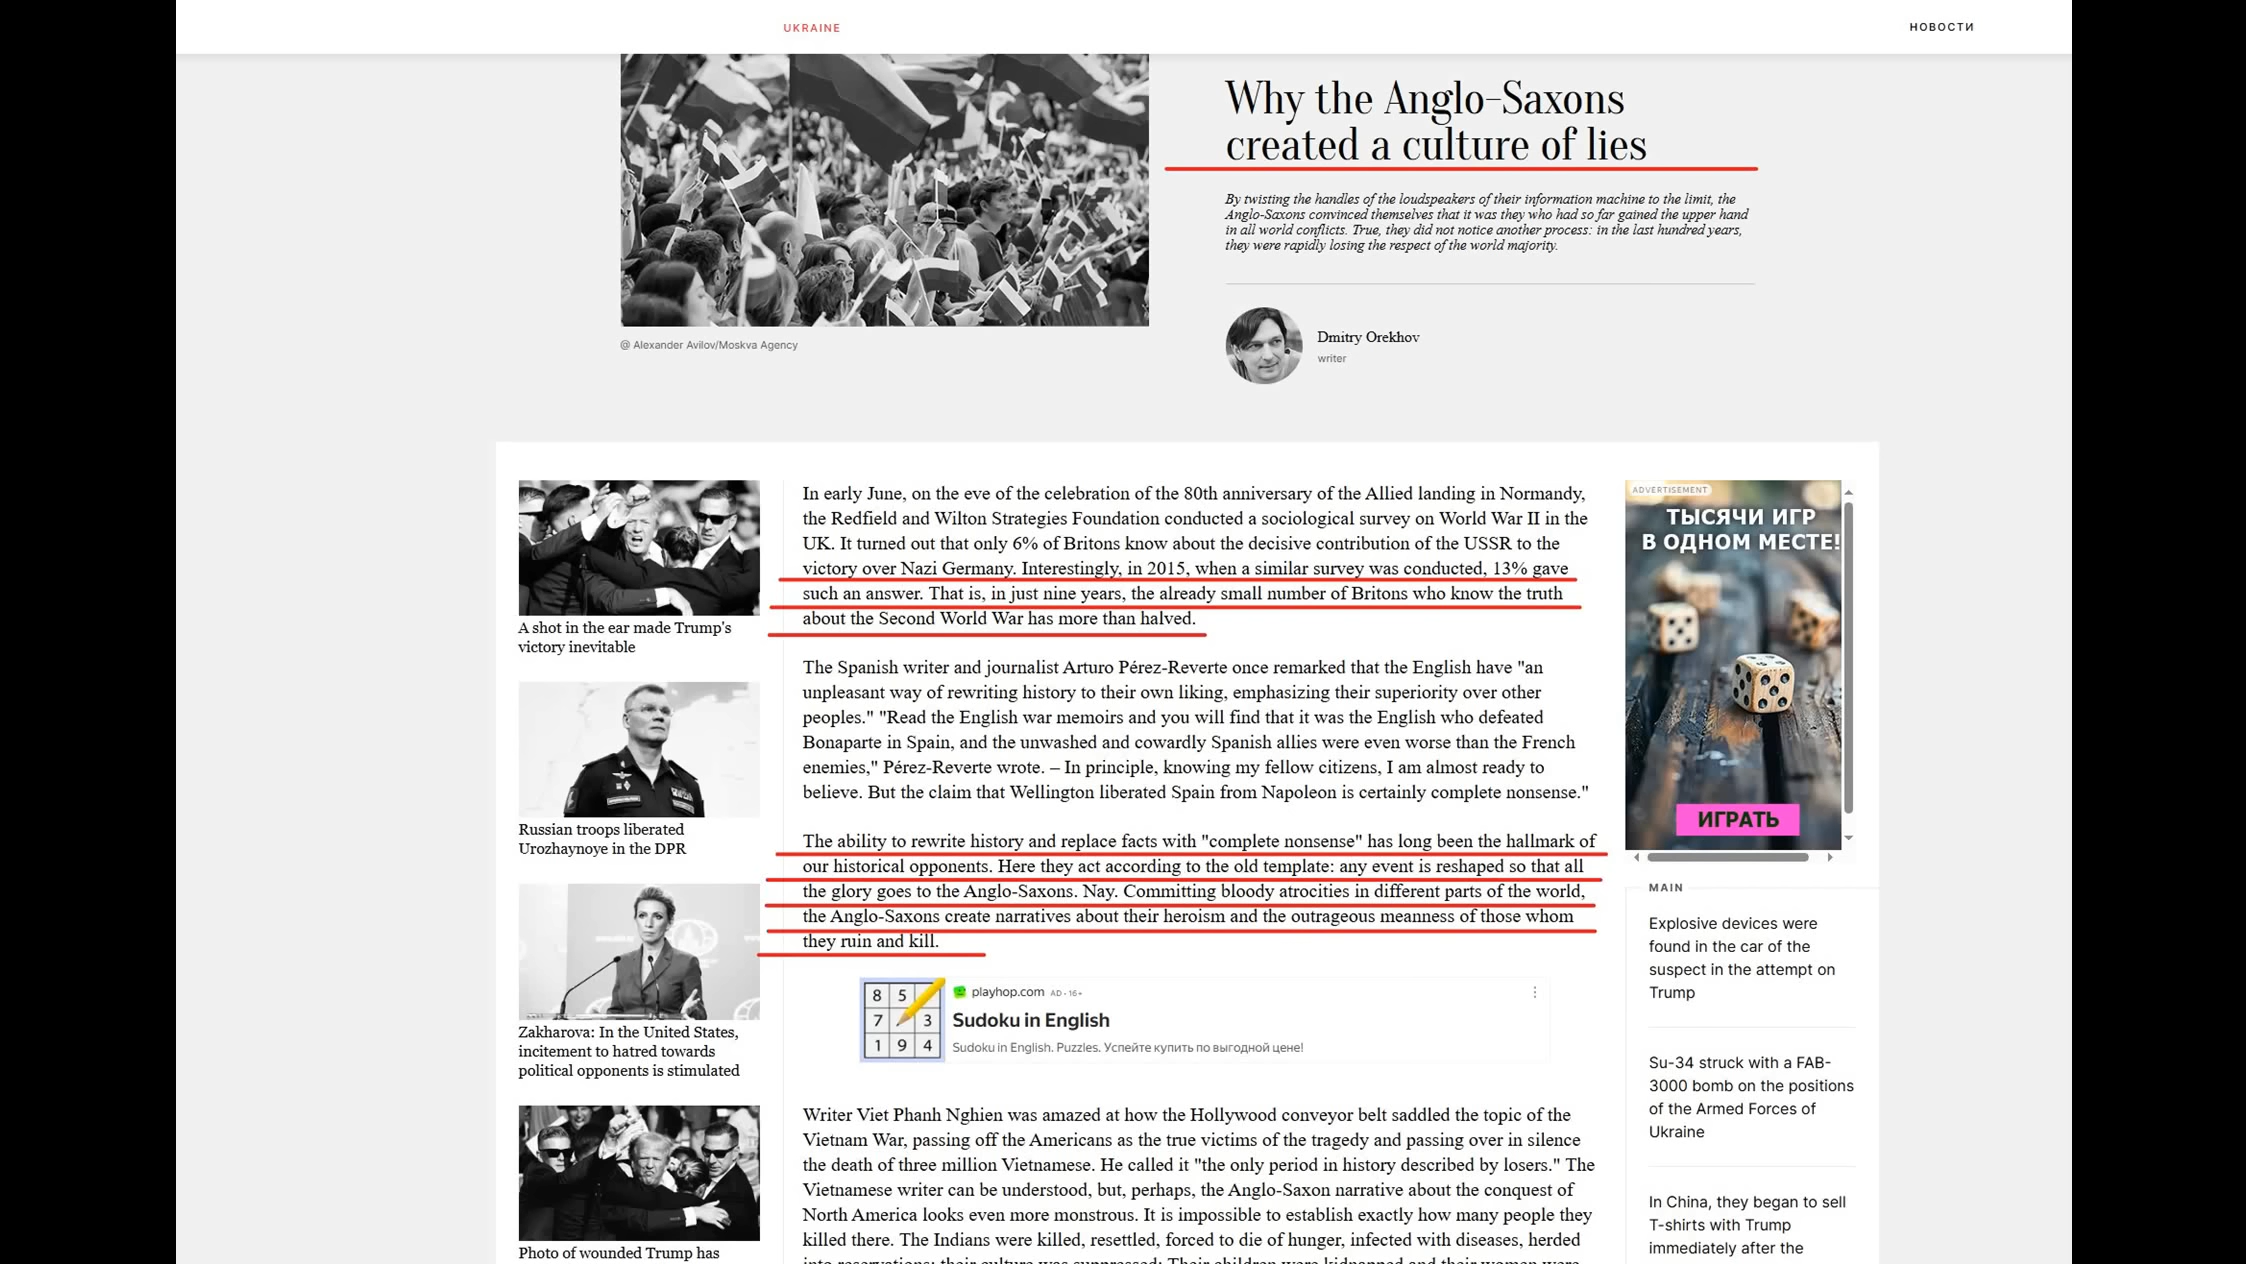 UKRAINE
НОВОСТИ
Why the Anglo-Saxons
created a culture of lies
By twisting the handles of the loudspeakers of their information machine to the limit, the
Anglo-Saxons convinced themselves that it was they who had so far gained the upper hand
in all world conflicts. True, they did not notice another process: in the last hundred years,
they were rapidly losing the respect of the world majority.
@ Alexander Avilov/Moskva Agency
Dmitry Orekhov
writer
A shot in the ear made Trump's
victory inevitable
Russian troops liberated
Urozhaynoye in the DPR
Zakharova: In the United States,
incitement to hatred towards
political opponents is stimulated
Photo of wounded Trump has
In early June, on the eve of the celebration of the 80th anniversary of the Allied landing in Normandy,
the Redfield and Wilton Strategies Foundation conducted a sociological survey on World War II in the
UK. It turned out that only 6% of Britons know about the decisive contribution of the USSR to the
victory over Nazi Germany. Interestingly, in 2015, when a similar survey was conducted, 13% gave
such an answer. That is, in just nine years, the already small number of Britons who know the truth
about the Second World War has more than halved.
The Spanish writer and journalist Arturo Pérez-Reverte once remarked that the English have "an
unpleasant way of rewriting history to their own liking, emphasizing their superiority over other
peoples." "Read the English war memoirs and you will find that it was the English who defeated
Bonaparte in Spain, and the unwashed and cowardly Spanish allies were even worse than the French
enemies," Pérez-Reverte wrote. – In principle, knowing my fellow citizens, I am almost ready to
believe. But the claim that Wellington liberated Spain from Napoleon is certainly complete nonsense."
The ability to rewrite history and replace facts with "complete nonsense" has long been the hallmark of
our historical opponents. Here they act according to the old template: any event is reshaped so that all
the glory goes to the Anglo-Saxons. Nay. Committing bloody atrocities in different parts of the world,
the Anglo-Saxons create narratives about their heroism and the outrageous meanness of those whom
they ruin and kill.
8 5
7 3
1 9 4
playhop.com AD • 16+
Sudoku in English
Sudoku in English. Puzzles. Успейте купить по выгодной цене!
Writer Viet Phanh Nghien was amazed at how the Hollywood conveyor belt saddled the topic of the
Vietnam War, passing off the Americans as the true victims of the tragedy and passing over in silence
the death of three million Vietnamese. He called it "the only period in history described by losers." The
Vietnamese writer can be understood, but, perhaps, the Anglo-Saxon narrative about the conquest of
North America looks even more monstrous. It is impossible to establish exactly how many people they
killed there. The Indians were killed, resettled, forced to die of hunger, infected with diseases, herded
into reservations; their culture was suppressed; Their children were kidnapped and their women were
ADVERTISEMENT
ТЫСЯЧИ ИГР
В ОДНОМ МЕСТЕ!
ИГРАТЬ
MAIN
Explosive devices were
found in the car of the
suspect in the attempt on
Trump
Su-34 struck with a FAB-
3000 bomb on the positions
of the Armed Forces of
Ukraine
In China, they began to sell
T-shirts with Trump
immediately after the